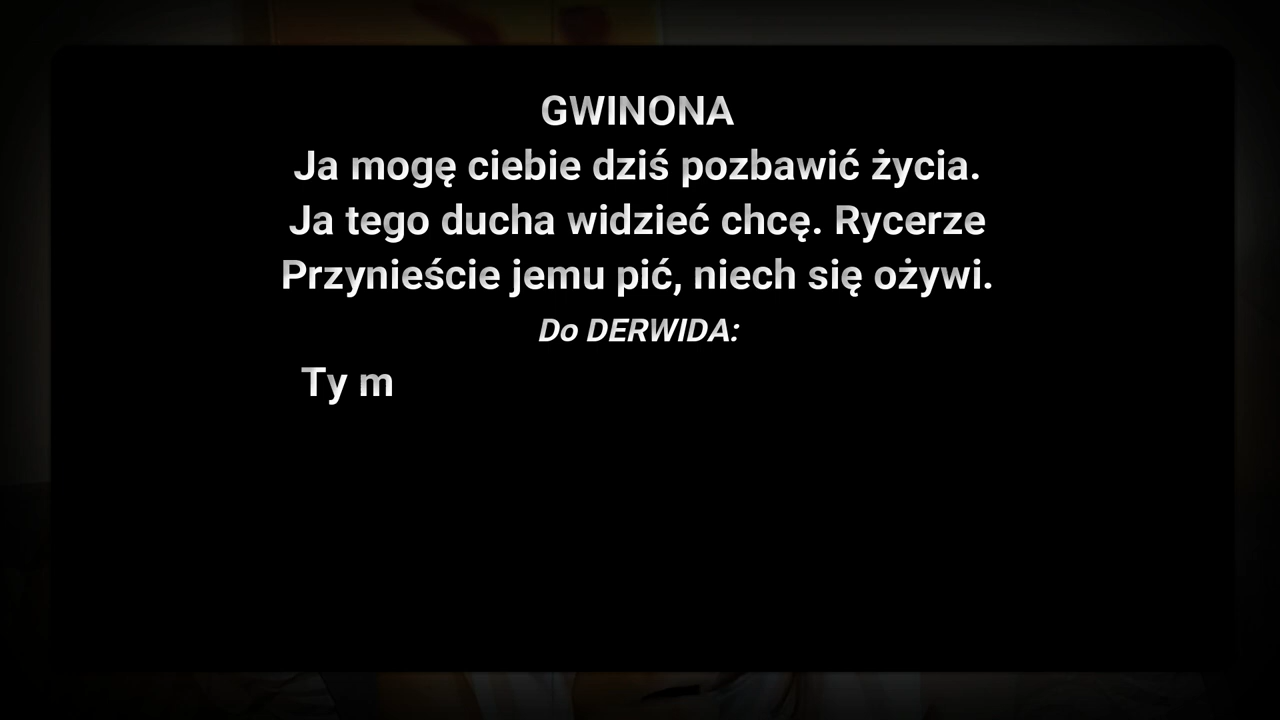 GWINONA
Ja mogę ciebie dziś pozbawić życia.
Ja tego ducha widzieć chcę. Rycerze
Przynieście jemu pić, niech się ożywi.
Do DERWIDA:
Ty m